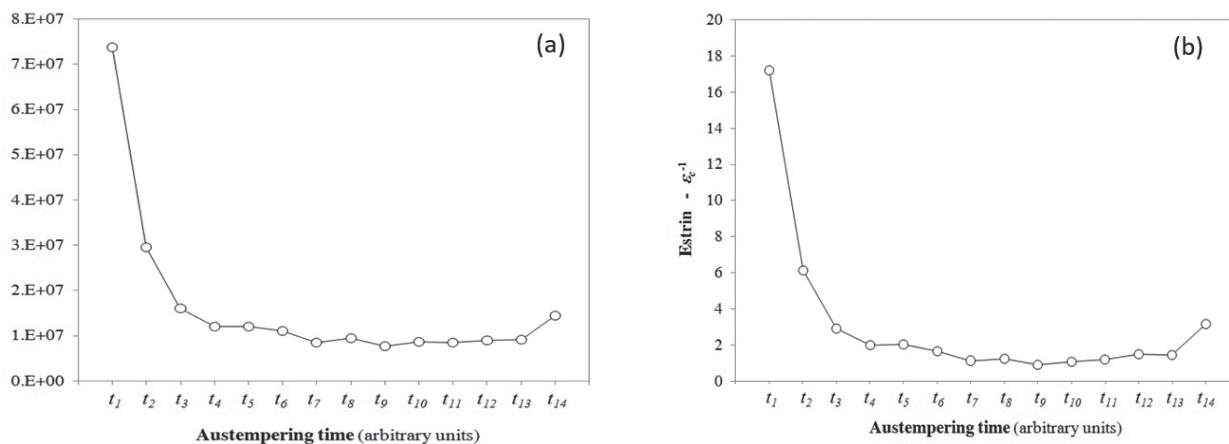 (a)
8.E+07
7.E+07
6.E+07
5.E+07
4.E+07
3.E+07
2.E+07
1.E+07
0.E+00
t1 t2 t3 t4 t5 t6 t7 t8 t9 t10 t11 t12 t13 t14
Austempering time (arbitrary units)
(b)
Estrin - εc-1
20
18
16
14
12
10
8
6
4
2
0
t1 t2 t3 t4 t5 t6 t7 t8 t9 t10 t11 t12 t13 t14
Austempering time (arbitrary units)